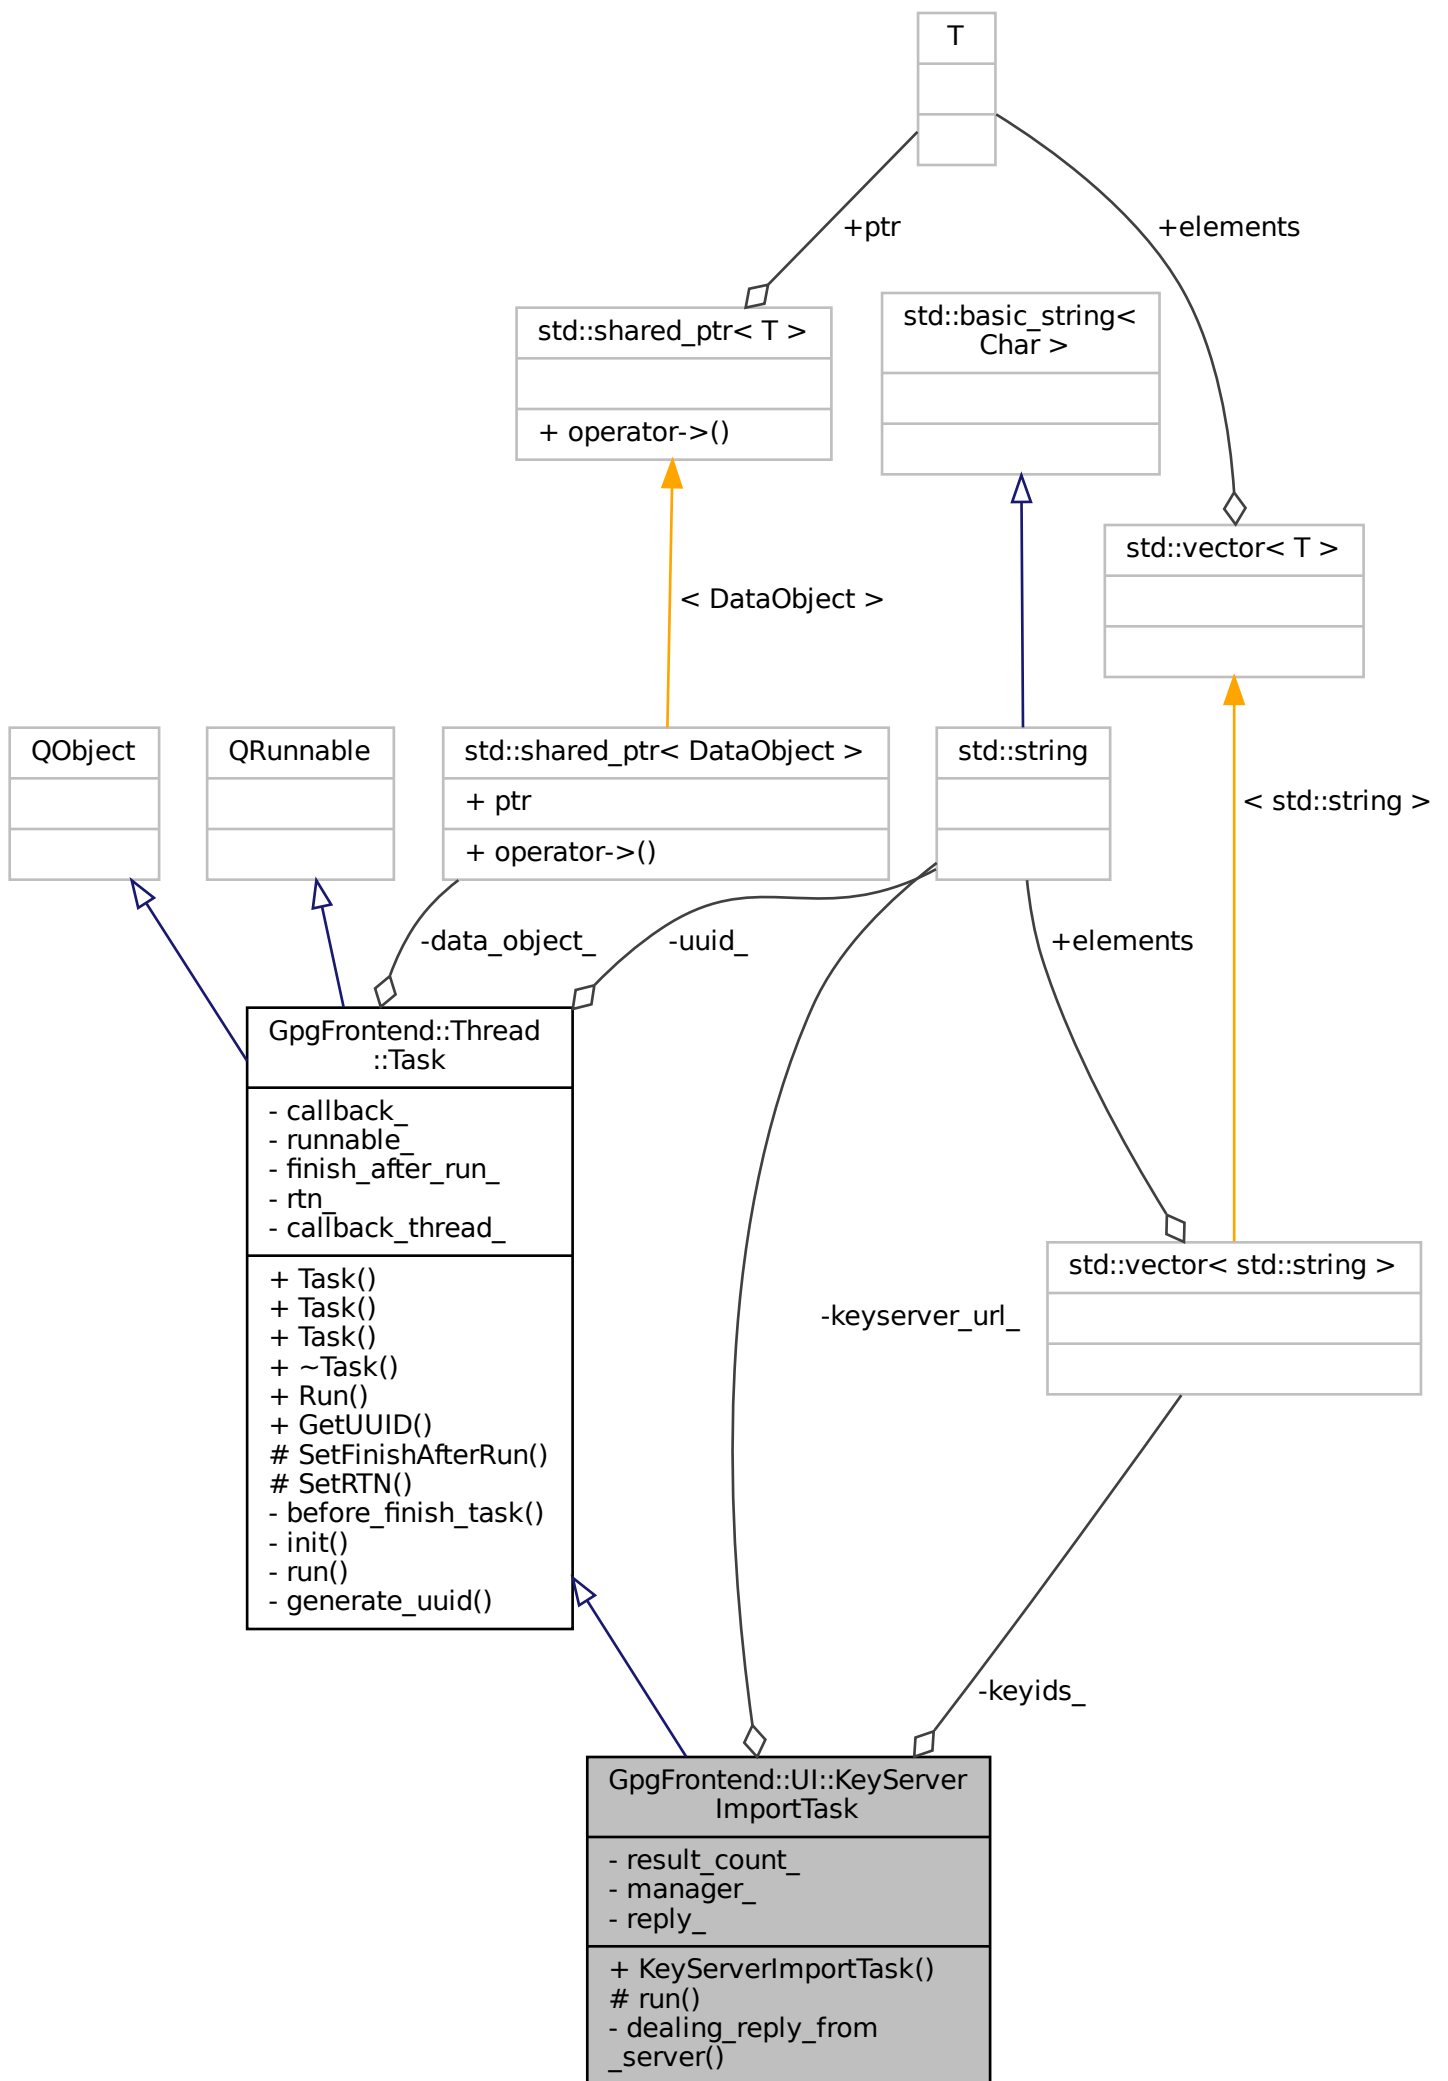 T
+ptr
+elements
std::shared_ptr< T >
+ operator->()
std::basic_string<
Char >
std::vector< T >
< DataObject >
QObject
QRunnable
std::shared_ptr< DataObject >
+ ptr
+ operator->()
std::string
< std::string >
-data_object_
-uuid_
+elements
GpgFrontend::Thread
::Task
- callback_
- runnable_
- finish_after_run_
- rtn_
- callback_thread_
+ Task()
+ Task()
+ Task()
+ ~Task()
+ Run()
+ GetUUID()
# SetFinishAfterRun()
# SetRTN()
- before_finish_task()
- init()
- run()
- generate_uuid()
-keyserver_url_
std::vector< std::string >
-keyids_
GpgFrontend::UI::KeyServer
ImportTask
- result_count_
- manager_
- reply_
+ KeyServerImportTask()
# run()
- dealing_reply_from
_server()